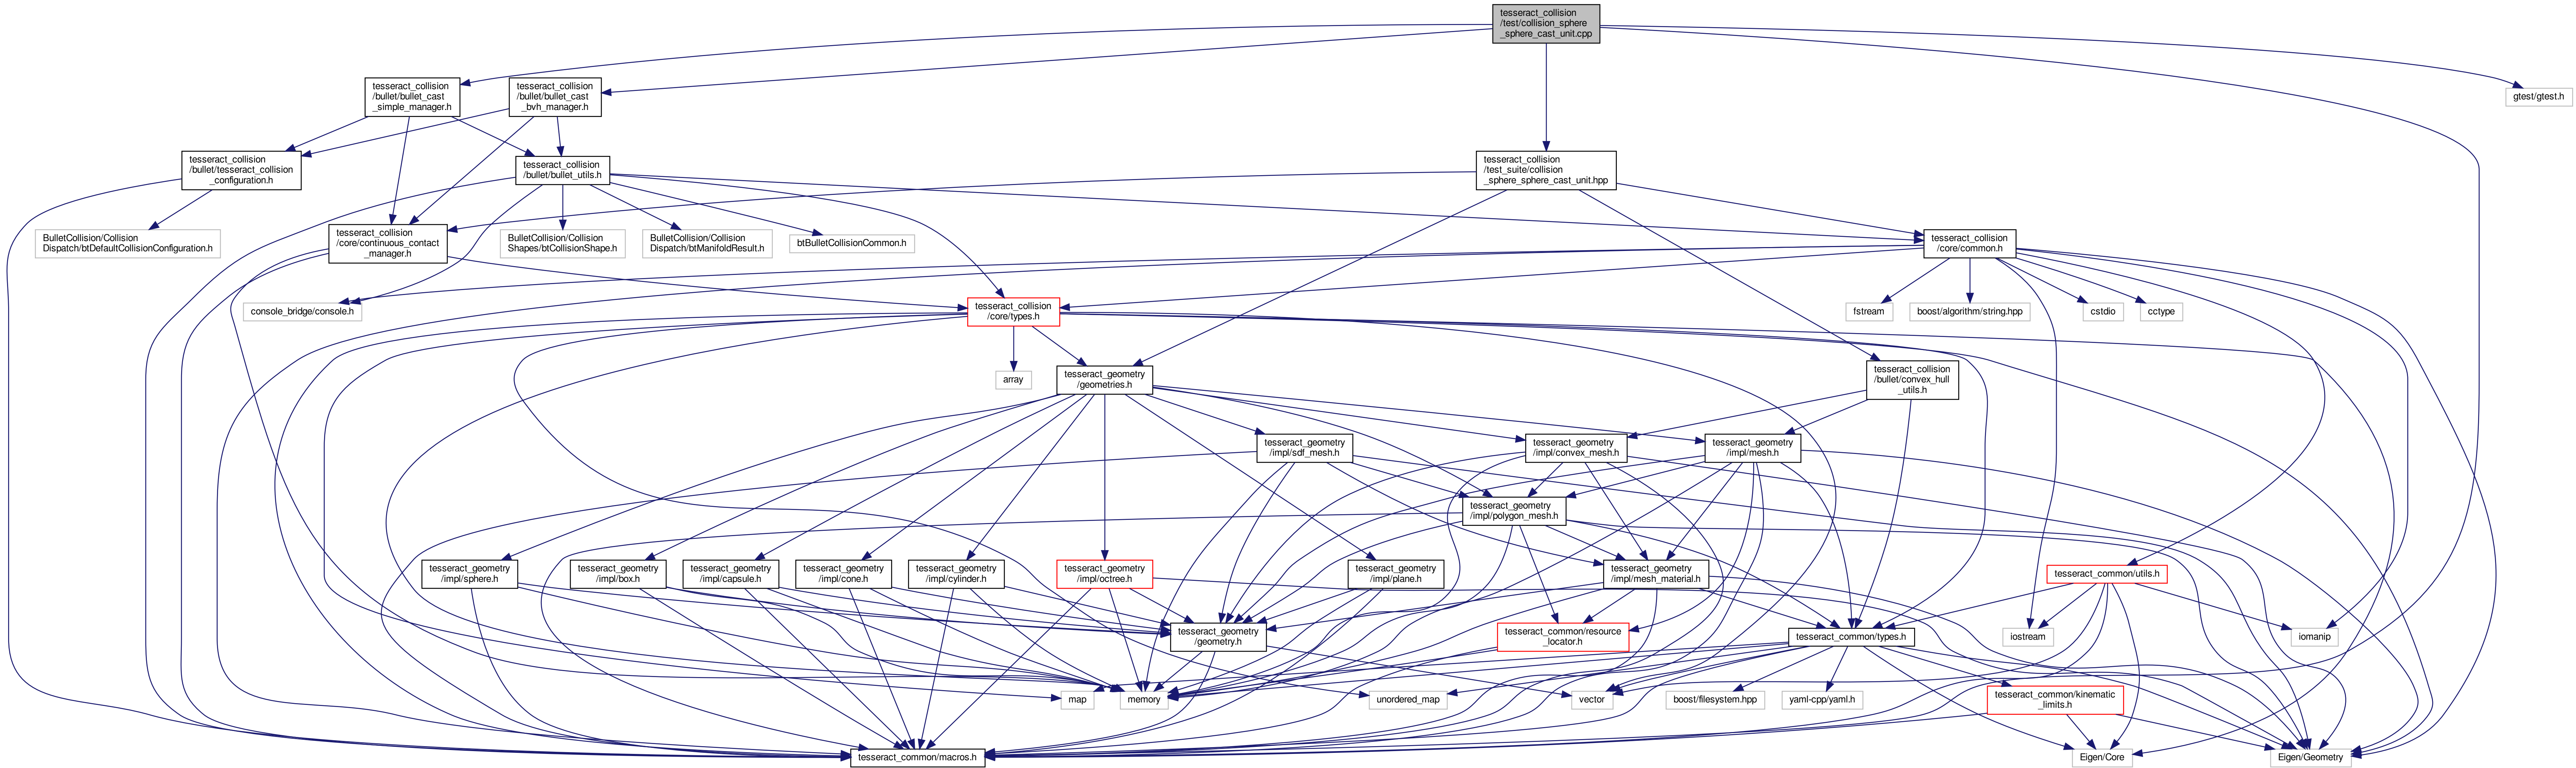 tesseract_collision
/test/collision_sphere
_sphere_cast_unit.cpp
tesseract_collision
/bullet/bullet_cast
_simple_manager.h
tesseract_collision
/bullet/bullet_cast
_bvh_manager.h
gtest/gtest.h
tesseract_collision
/bullet/tesseract_collision
_configuration.h
tesseract_collision
/bullet/bullet_utils.h
tesseract_collision
/test_suite/collision
_sphere_sphere_cast_unit.hpp
BulletCollision/Collision
Dispatch/btDefaultCollisionConfiguration.h
tesseract_collision
/core/continuous_contact
_manager.h
BulletCollision/Collision
Shapes/btCollisionShape.h
BulletCollision/Collision
Dispatch/btManifoldResult.h
btBulletCollisionCommon.h
tesseract_collision
/core/common.h
console_bridge/console.h
tesseract_collision
/core/types.h
fstream
boost/algorithm/string.hpp
cstdio
cctype
array
tesseract_geometry
/geometries.h
tesseract_collision
/bullet/convex_hull
_utils.h
tesseract_geometry
/impl/sdf_mesh.h
tesseract_geometry
/impl/convex_mesh.h
tesseract_geometry
/impl/mesh.h
tesseract_geometry
/impl/polygon_mesh.h
tesseract_geometry
/impl/sphere.h
tesseract_geometry
/impl/box.h
tesseract_geometry
/impl/capsule.h
tesseract_geometry
/impl/cone.h
tesseract_geometry
/impl/cylinder.h
tesseract_geometry
/impl/octree.h
tesseract_geometry
/impl/plane.h
tesseract_geometry
/impl/mesh_material.h
tesseract_common/utils.h
tesseract_geometry
/geometry.h
tesseract_common/resource
_locator.h
tesseract_common/types.h
iostream
iomanip
map
memory
unordered_map
vector
boost/filesystem.hpp
yaml-cpp/yaml.h
tesseract_common/kinematic
_limits.h
tesseract_common/macros.h
Eigen/Core
Eigen/Geometry